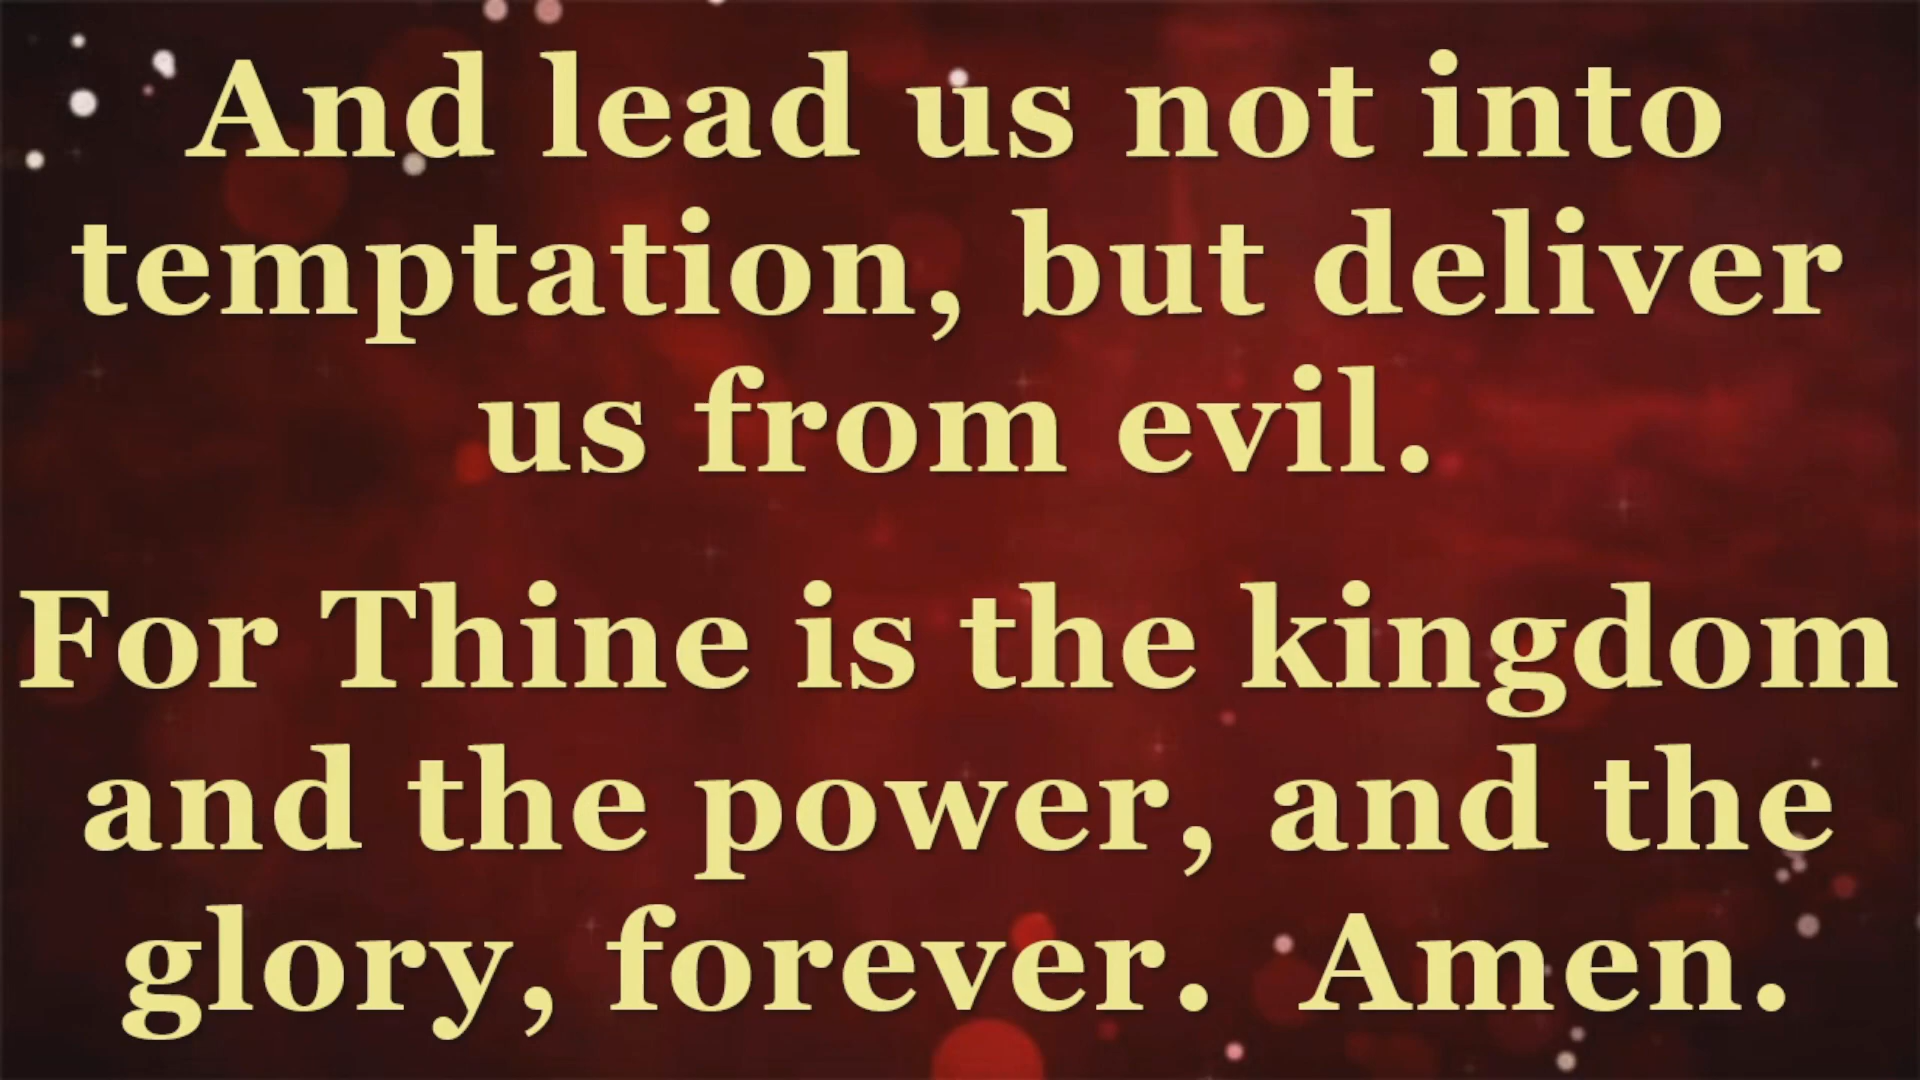 And lead us not into
temptation, but deliver
us from evil.
For Thine is the kingdom
and the power, and the
glory, forever.  Amen.